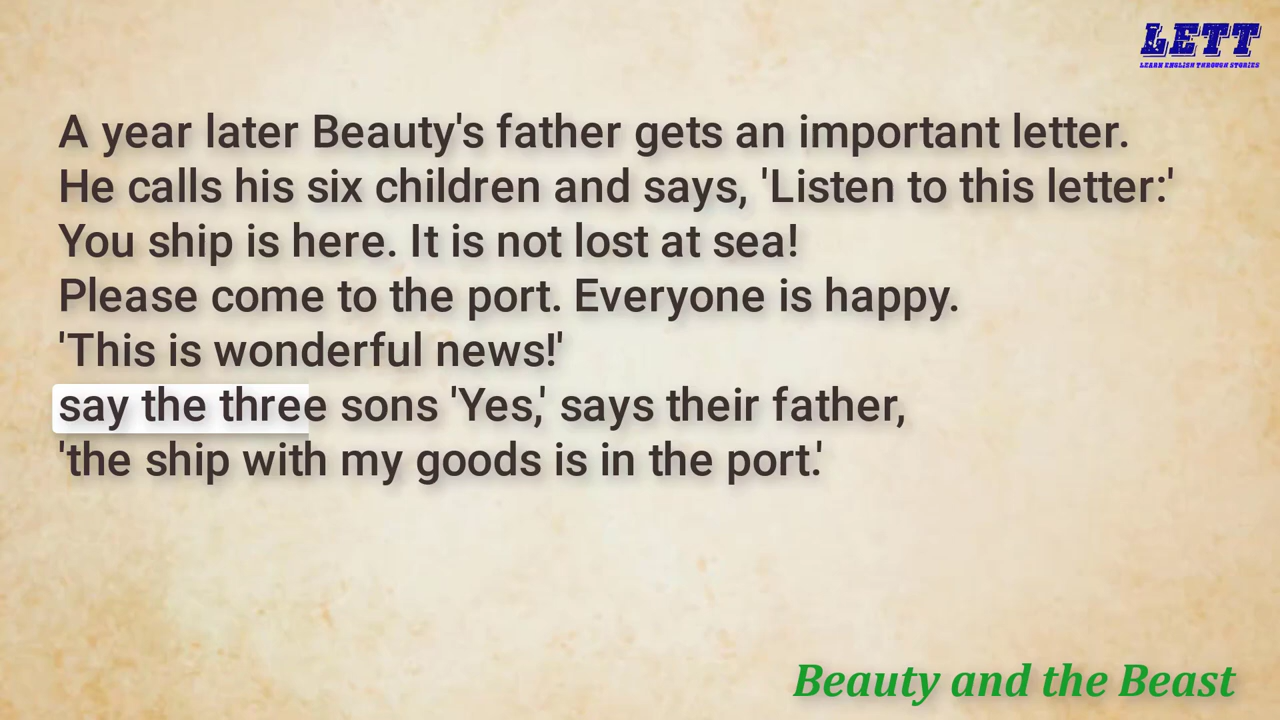 LETT
LEARN ENGLISH THROUGH STORIES
A year later Beauty's father gets an important letter.
He calls his six children and says, 'Listen to this letter:'
You ship is here. It is not lost at sea!
Please come to the port. Everyone is happy.
'This is wonderful news!'
say the three sons 'Yes,' says their father,
'the ship with my goods is in the port.'
Beauty and the Beast